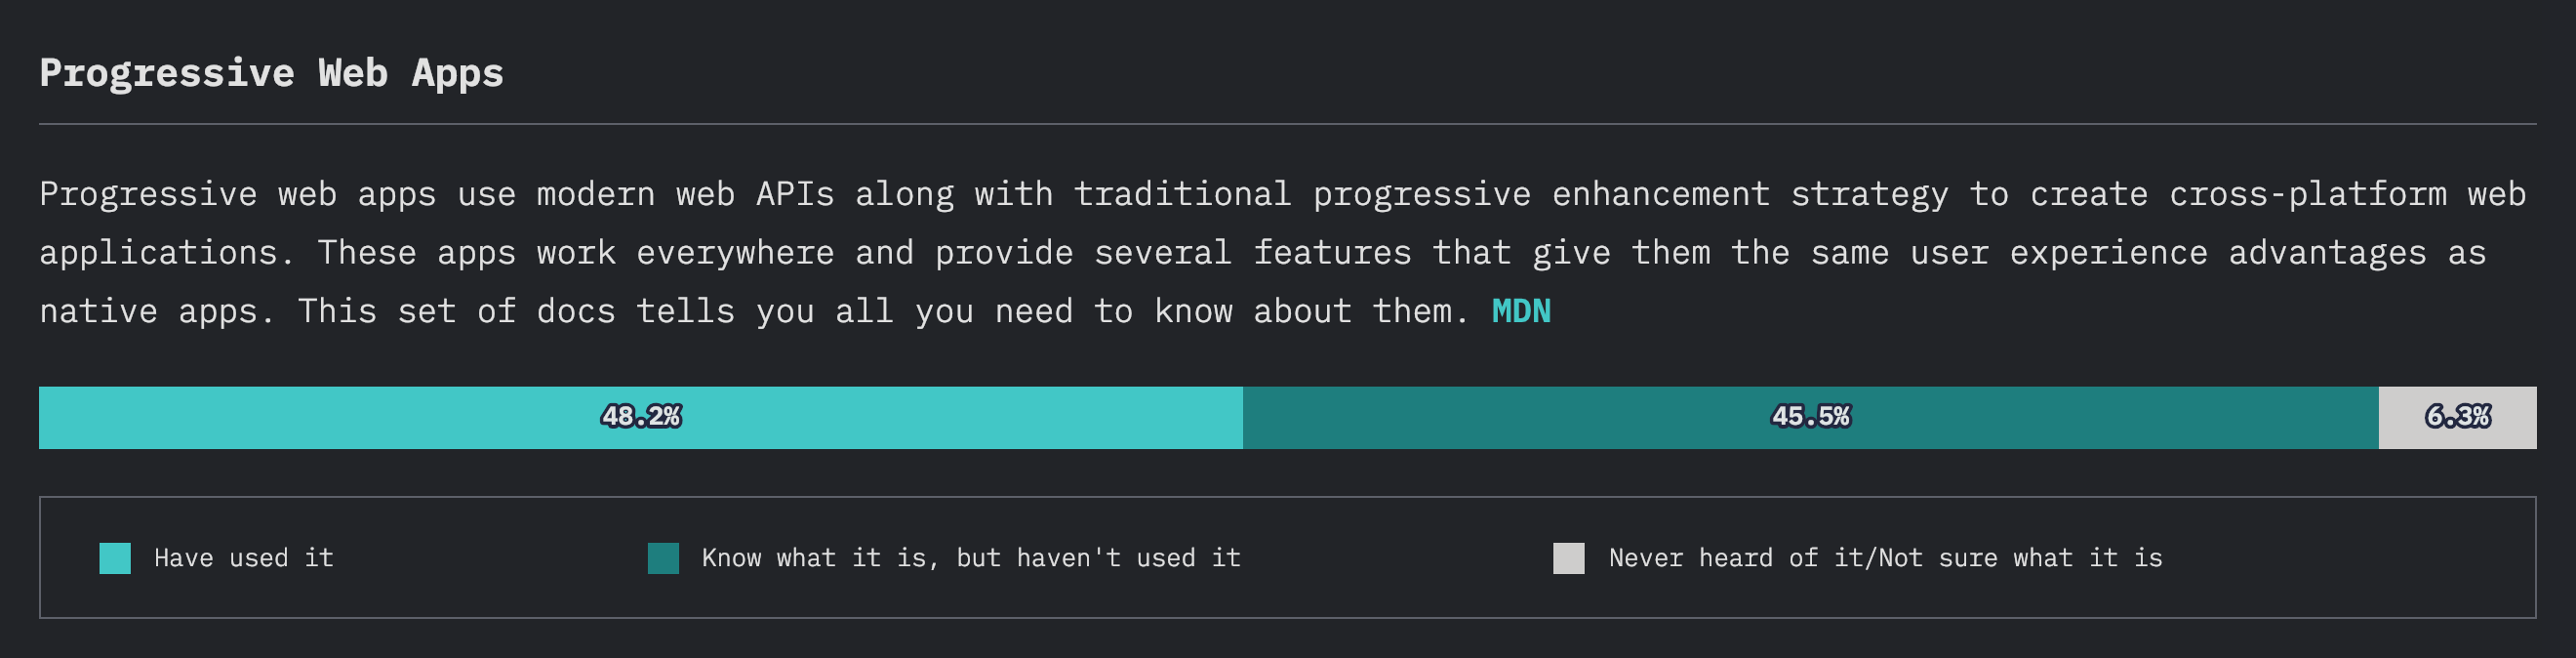 Progressive Web Apps
Progressive web apps use modern web APIs along with traditional progressive enhancement strategy to create cross-platform web
applications. These apps work everywhere and provide several features that give them the same user experience advantages as
native apps. This set of docs tells you all you need to know about them. MDN
48.2% 45.5% 6.3%
Have used it Know what it is, but haven't used it Never heard of it/Not sure what it is